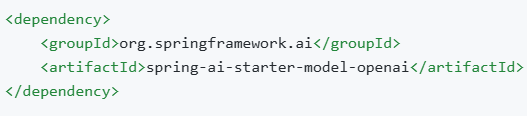 <dependency>
    <groupId>org.springframework.ai</groupId>
    <artifactId>spring-ai-starter-model-openai</artifactId>
</dependency>